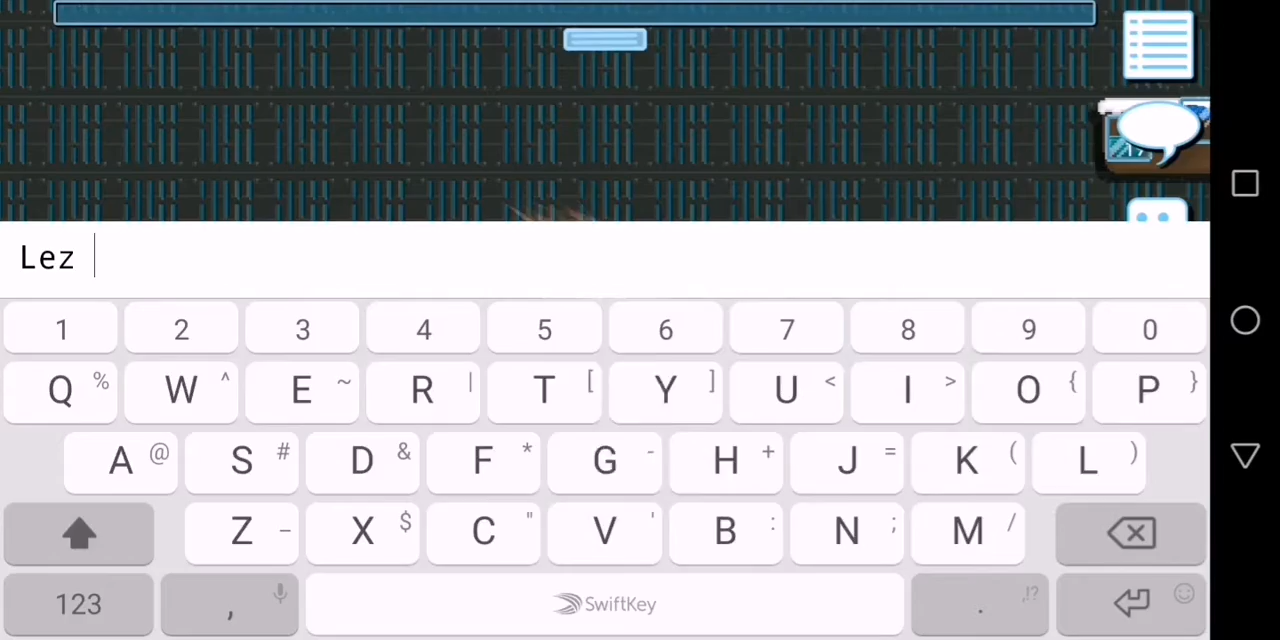 Lez
1 2 3 4 5 6 7 8 9 0
Q % W ^ E ~ R | T [ Y ] U < I > O { P }
A @ S # D & F * G - H + J = K ( L )
Z _ X $ C " V ' B : N ; M /
123 , SwiftKey . ,!?